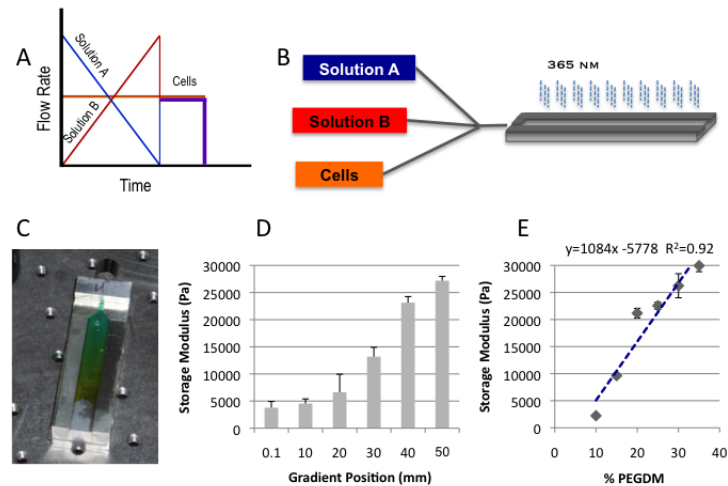 A
Flow Rate
Solution A
Solution B
Cells
Time
B
Solution A
Solution B
Cells
365 NM
C
D
Storage Modulus (Pa)
30000
25000
20000
15000
10000
5000
0
0.1 10 20 30 40 50
Gradient Position (mm)
E
y=1084x -5778 R²=0.92
Storage Modulus (Pa)
30000
25000
20000
15000
10000
5000
0
0 10 20 30 40
% PEGDM